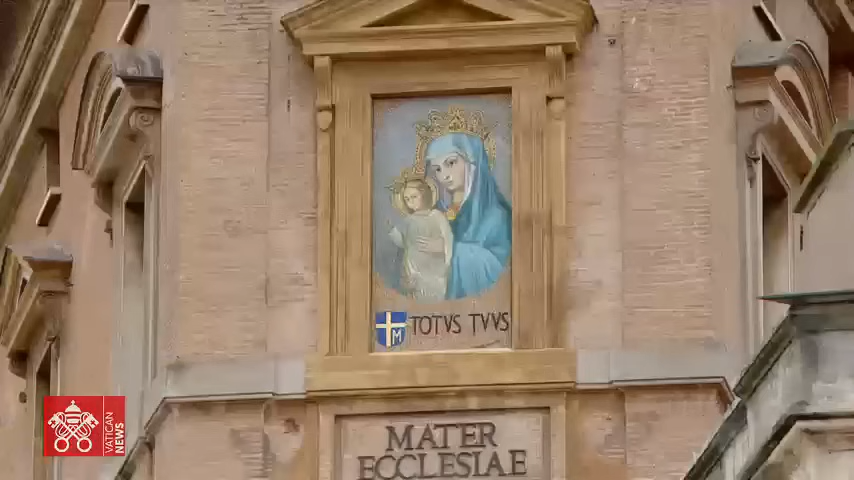 M
TOTVS TVVS
MATER
ECCLESIAE
VATICAN
NEWS